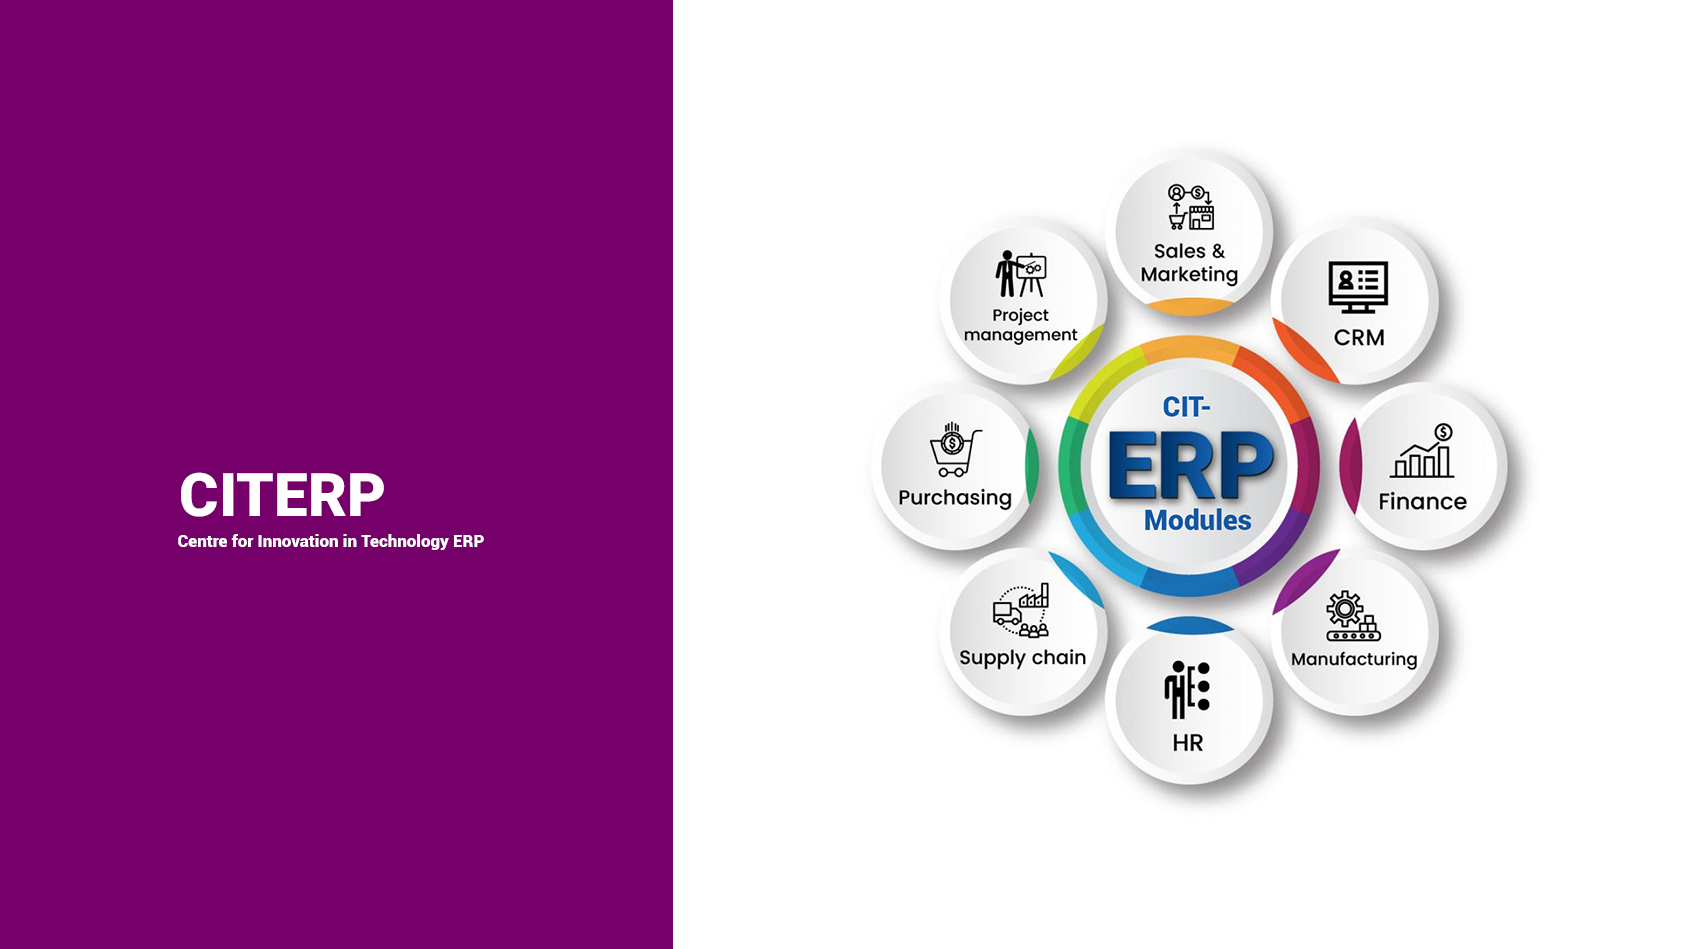 CITERP
Centre for Innovation in Technology ERP
Sales &
Marketing
CRM
Finance
Manufacturing
HR
Supply chain
Purchasing
Project
management
CIT-
ERP
Modules